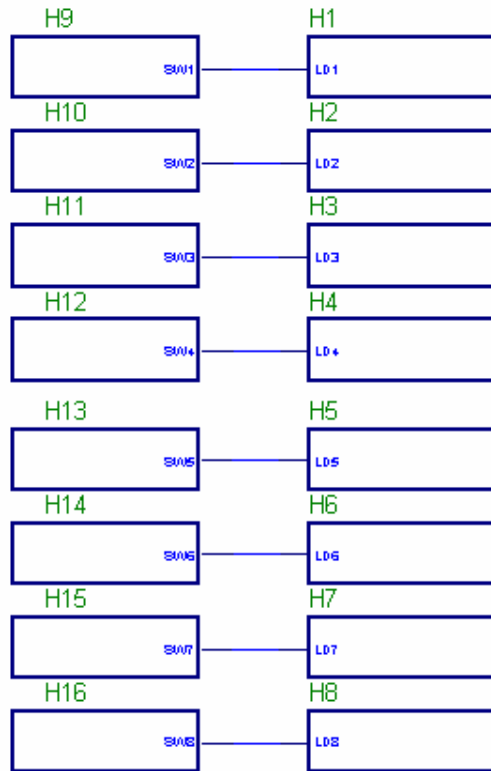 H9 H1
SW1 LD1
H10 H2
SW2 LD2
H11 H3
SW3 LD3
H12 H4
SW4 LD4
H13 H5
SW5 LD5
H14 H6
SW6 LD6
H15 H7
SW7 LD7
H16 H8
SW8 LD8